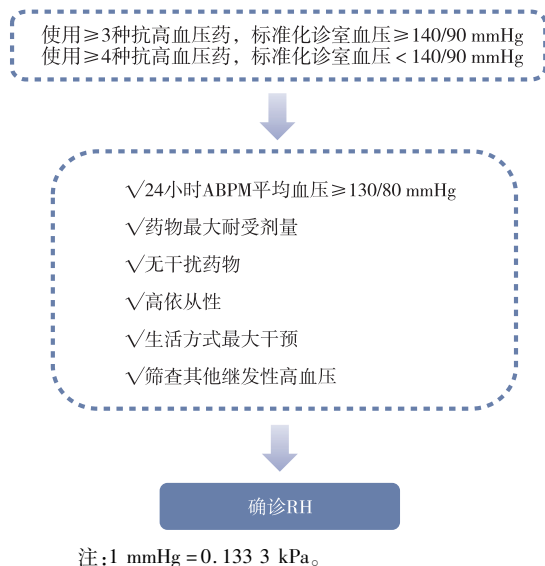 使用≥3种抗高血压药，标准化诊室血压≥140/90 mmHg
使用≥4种抗高血压药，标准化诊室血压<140/90 mmHg
√24小时ABPM平均血压≥130/80 mmHg
√药物最大耐受剂量
√无干扰药物
√高依从性
√生活方式最大干预
√筛查其他继发性高血压
确诊RH
注:1 mmHg=0.133 3 kPa。